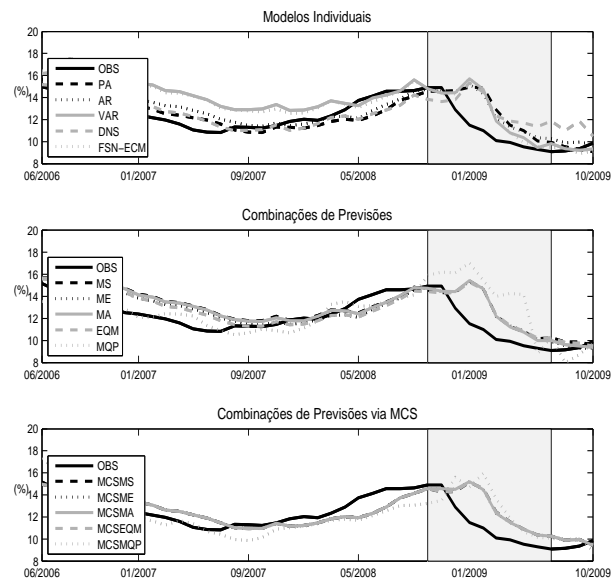 Modelos Individuais
20
18
16
14
12
10
8
(%)
OBS
PA
AR
VAR
DNS
FSN-ECM
06/2006 01/2007 09/2007 05/2008 01/2009 10/2009
Combinações de Previsões
20
18
16
14
12
10
8
(%)
OBS
MS
ME
MA
EQM
MQP
06/2006 01/2007 09/2007 05/2008 01/2009 10/2009
Combinações de Previsões via MCS
20
18
16
14
12
10
8
(%)
OBS
MCSMS
MCSME
MCSMA
MCSEQM
MCSMQP
06/2006 01/2007 09/2007 05/2008 01/2009 10/2009